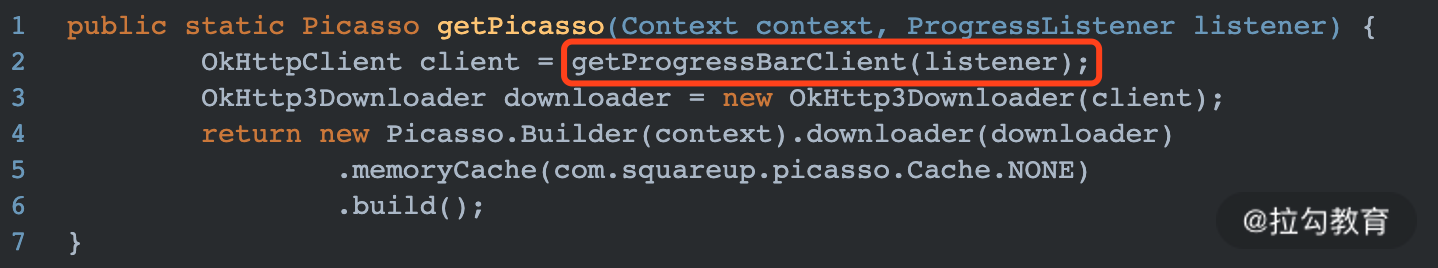 1 public static Picasso getPicasso(Context context, ProgressListener listener) {
2 OkHttpClient client = getProgressBarClient(listener);
3 OkHttp3Downloader downloader = new OkHttp3Downloader(client);
4 return new Picasso.Builder(context).downloader(downloader)
5 .memoryCache(com.squareup.picasso.Cache.NONE)
6 .build();
7 }
@拉勾教育